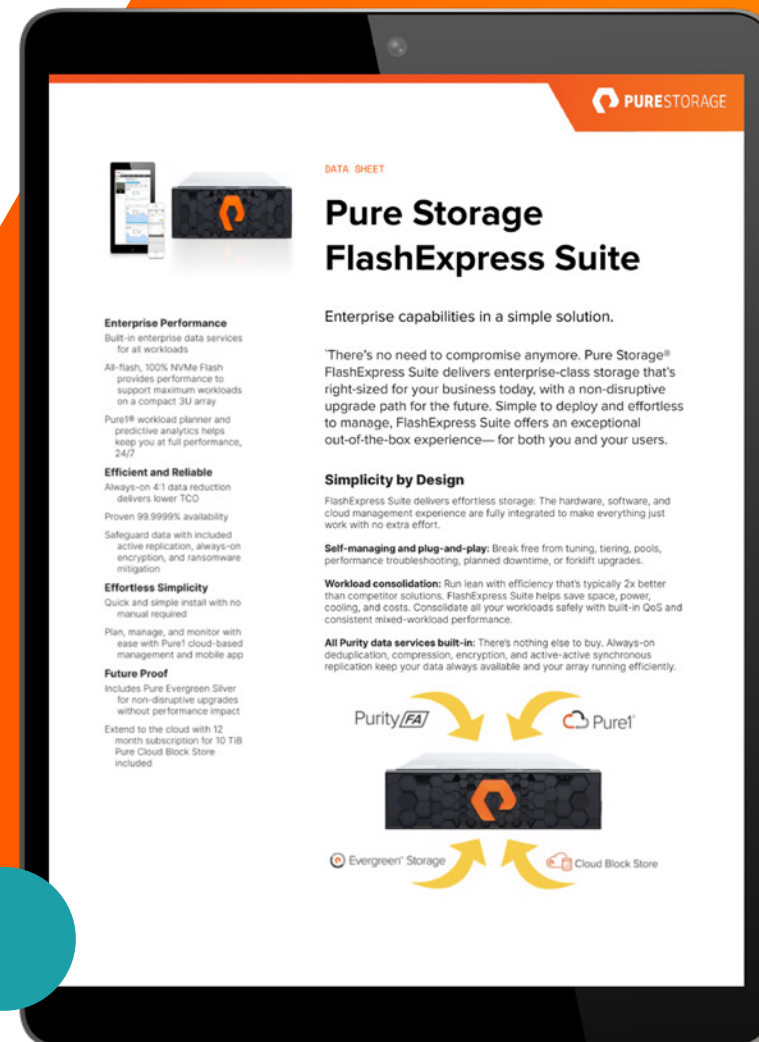 PURESTORAGE
DATA SHEET
Pure Storage
FlashExpress Suite
Enterprise capabilities in a simple solution.
"There's no need to compromise anymore. Pure Storage®
FlashExpress Suite delivers enterprise-class storage that's
right-sized for your business today, with a non-disruptive
upgrade path for the future. Simple to deploy and effortless
to manage, FlashExpress Suite offers an exceptional
out-of-the-box experience— for both you and your users.
Simplicity by Design
FlashExpress Suite delivers effortless storage: The hardware, software, and
cloud management experience are fully integrated to make everything just
work with no extra effort.
Self-managing and plug-and-play: Break free from tuning, tiering, pools,
performance troubleshooting, planned downtime, or forklift upgrades.
Workload consolidation: Run lean with efficiency that's typically 2x better
than competitor solutions. FlashExpress Suite helps save space, power,
cooling, and costs. Consolidate all your workloads safely with built-in QoS and
consistent mixed-workload performance.
All Purity data services built-in: There's nothing else to buy. Always-on
deduplication, compression, encryption, and active-active synchronous
replication keep your data always available and your array running efficiently.
Purity FA
Pure1®
Evergreen™ Storage
Cloud Block Store
Enterprise Performance
Built-in enterprise data services
for all workloads
All-flash, 100% NVMe Flash
provides performance to
support maximum workloads
on a compact 3U array
Pure1® workload planner and
predictive analytics helps
keep you at full performance,
24/7
Efficient and Reliable
Always-on 4:1 data reduction
delivers lower TCO
Proven 99.9999% availability
Safeguard data with included
active replication, always-on
encryption, and ransomware
mitigation
Effortless Simplicity
Quick and simple install with no
manual required
Plan, manage, and monitor with
ease with Pure1 cloud-based
management and mobile app
Future Proof
Includes Pure Evergreen Silver
for non-disruptive upgrades
without performance impact
Extend to the cloud with 12
month subscription for 10 TiB
Pure Cloud Block Store
included